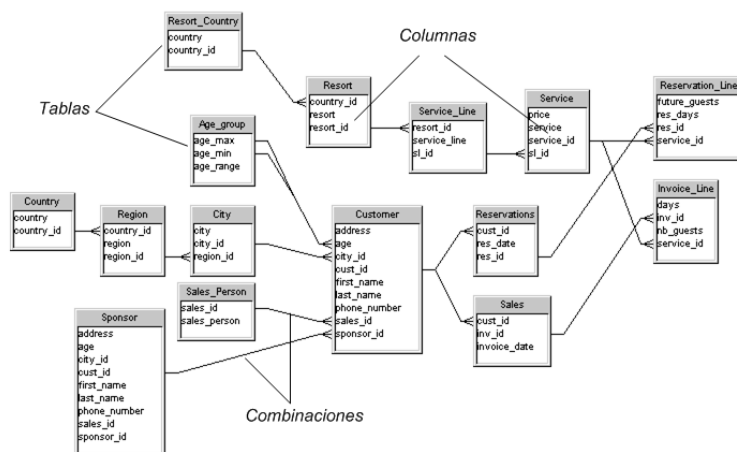 Resort_Country
country
country_id
Columnas
Tablas
Resort
country_id
resort
resort_id
Service_Line
resort_id
service_line
sl_id
Service
price
service
service_id
sl_id
Reservation_Line
future_guests
res_days
res_id
service_id
Age_group
age_max
age_min
age_range
Country
country
country_id
Region
country_id
region
region_id
City
city
city_id
region_id
Customer
address
age
city_id
cust_id
first_name
last_name
phone_number
sales_id
sponsor_id
Reservations
cust_id
res_date
res_id
Invoice_Line
days
inv_id
nb_guests
service_id
Sales_Person
sales_id
sales_person
Sales
cust_id
inv_id
invoice_date
Sponsor
address
age
city_id
cust_id
first_name
last_name
phone_number
sales_id
sponsor_id
Combinaciones